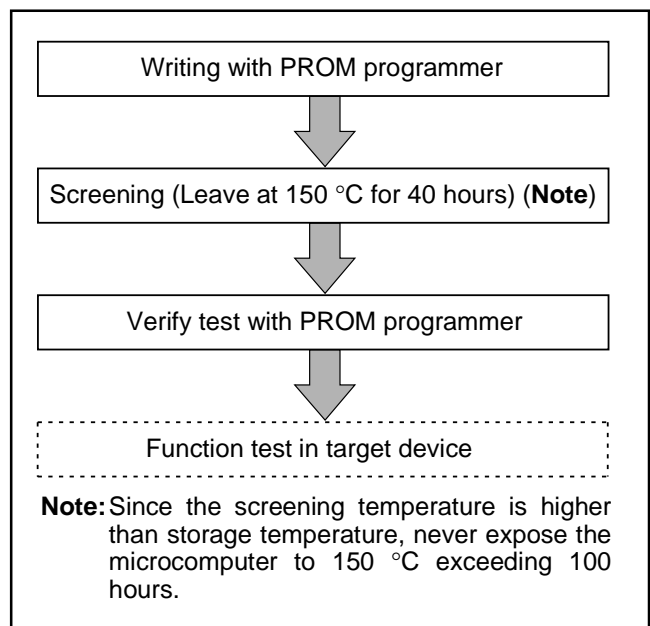 Writing with PROM programmer
Screening (Leave at 150 °C for 40 hours) (Note)
Verify test with PROM programmer
Function test in target device
Note: Since the screening temperature is higher
than storage temperature, never expose the
microcomputer to 150 °C exceeding 100
hours.